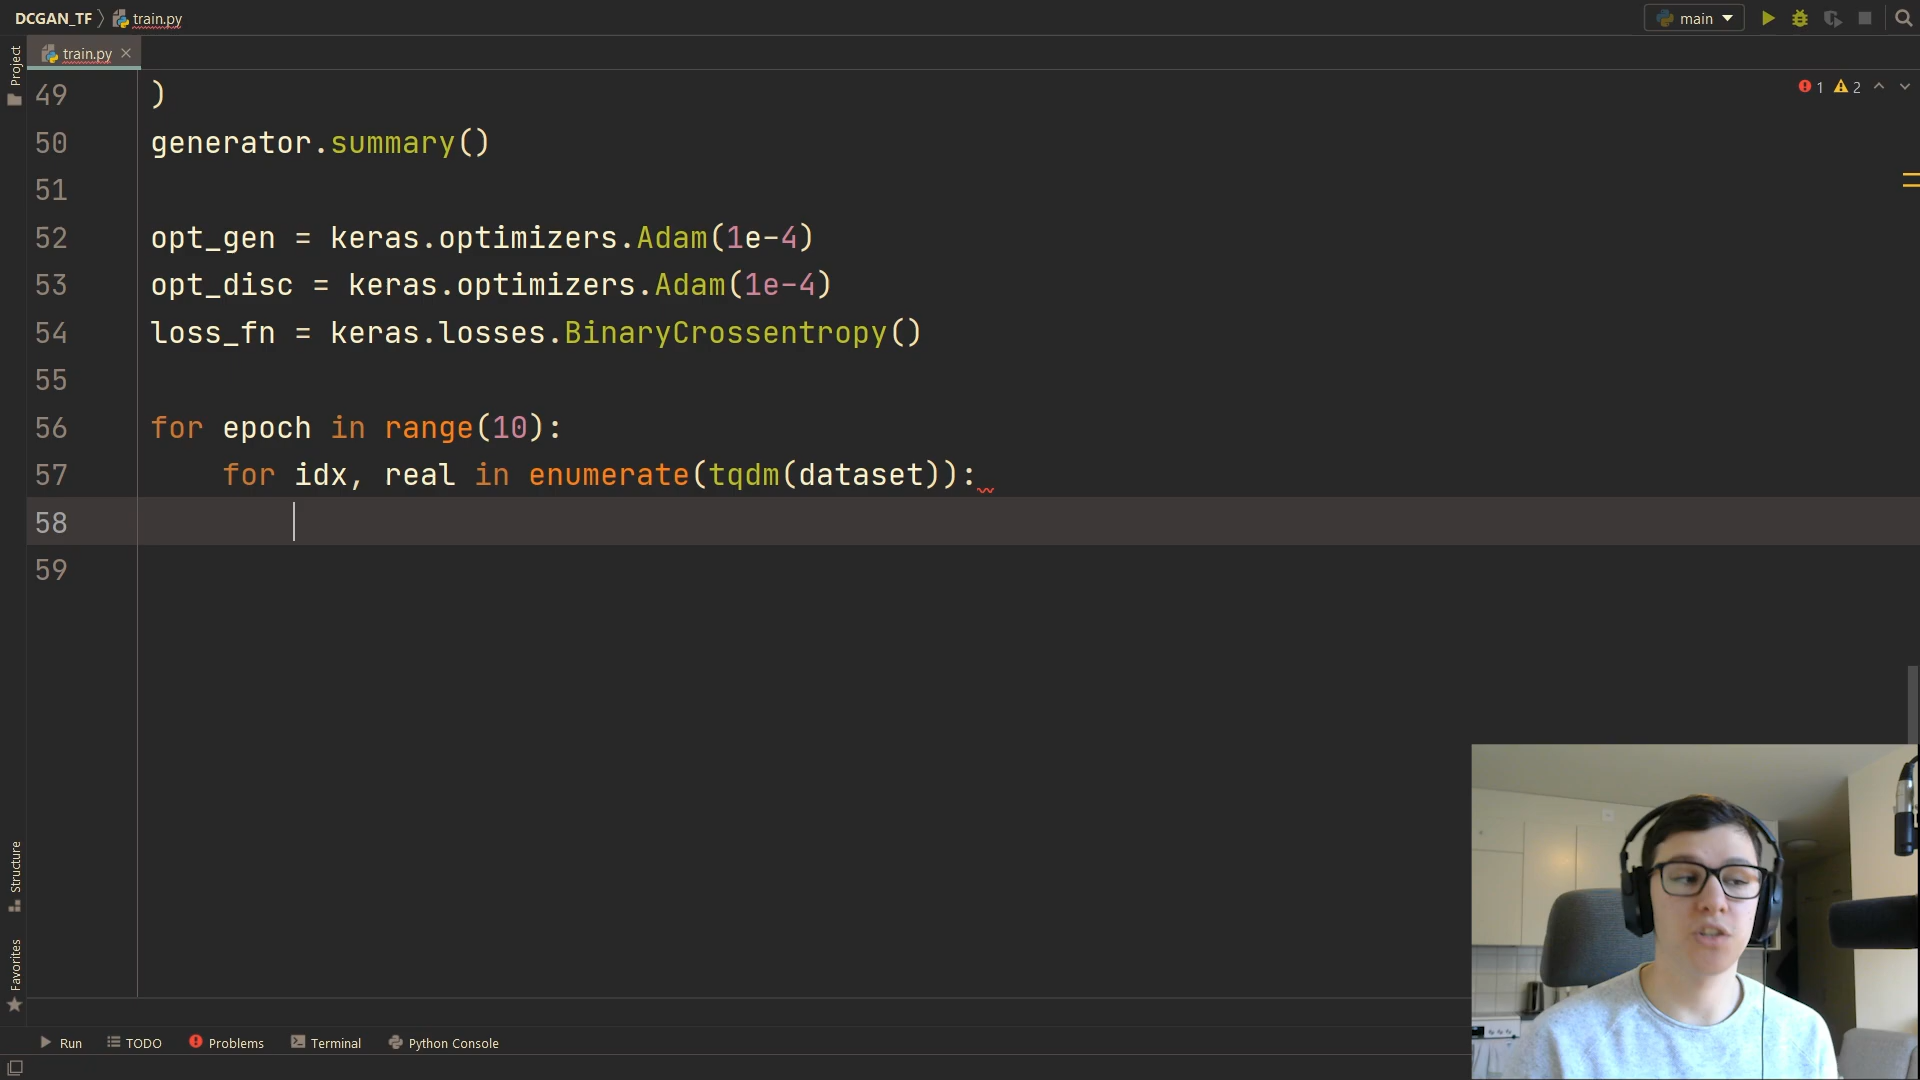 DCGAN_TF
train.py
main
train.py
Project
1 2
49 )
50 generator.summary()
51
52 opt_gen = keras.optimizers.Adam(1e-4)
53 opt_disc = keras.optimizers.Adam(1e-4)
54 loss_fn = keras.losses.BinaryCrossentropy()
55
56 for epoch in range(10):
57 for idx, real in enumerate(tqdm(dataset)):
58
59
Structure
Favorites
Run TODO Problems Terminal Python Console